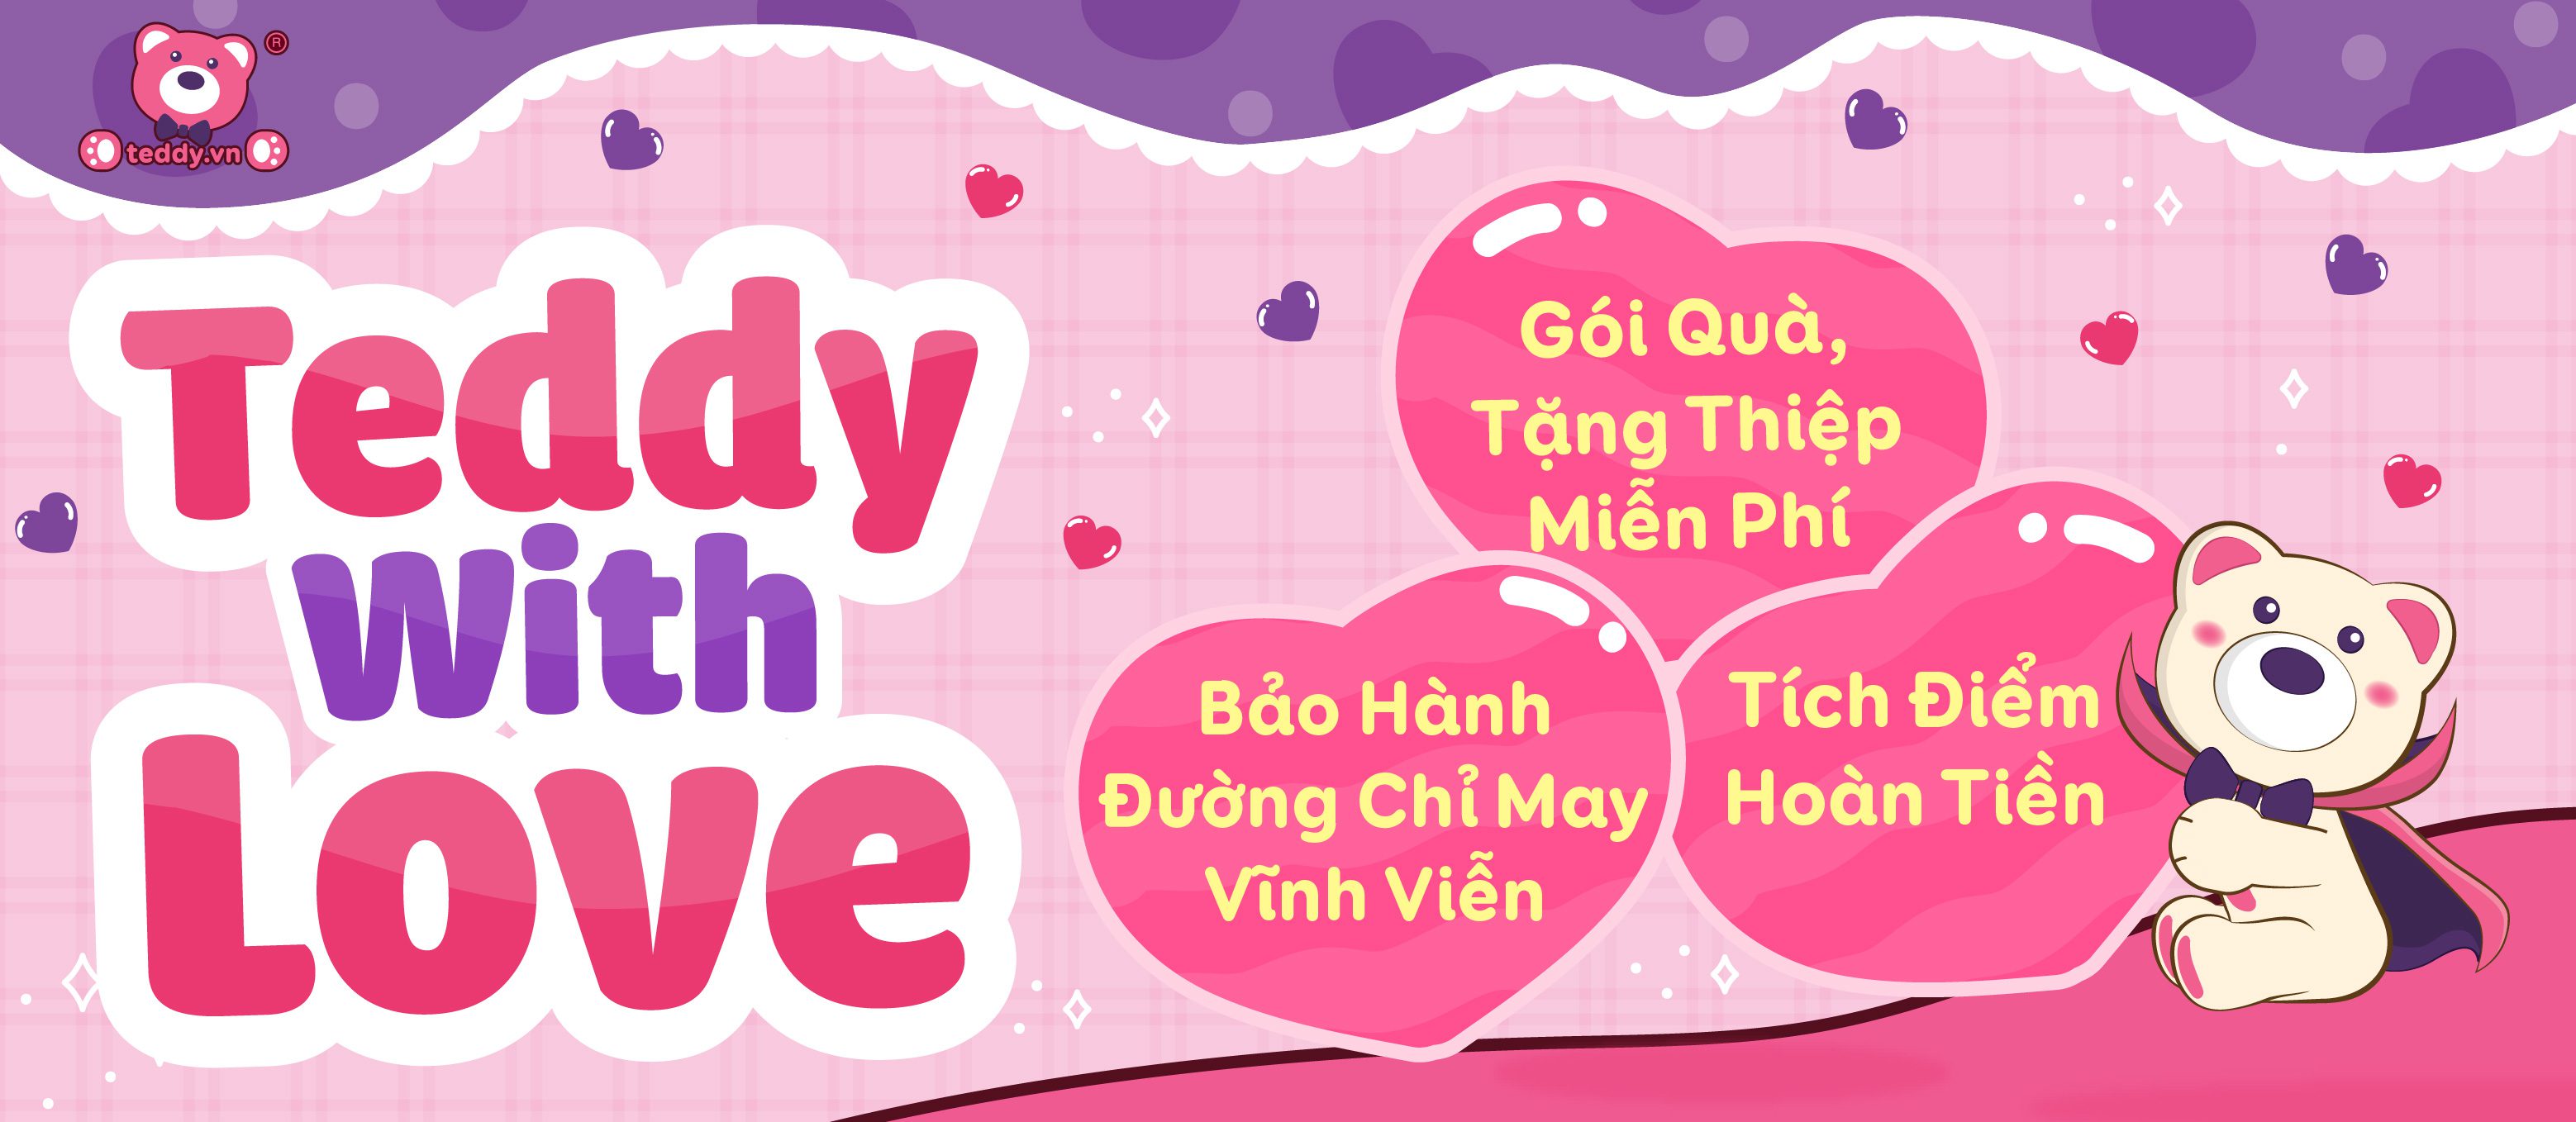 ®
teddy.vn
Teddy
With
Love
Gói Quà,
Tặng Thiệp
Miễn Phí
Bảo Hành
Đường Chỉ May
Vĩnh Viễn
Tích Điểm
Hoàn Tiền